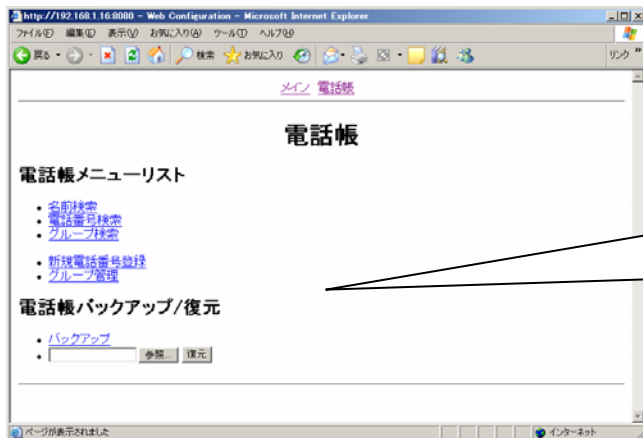 http://192.168.1.16:8080 - Web Configuration - Microsoft Internet Explorer
ファイル(F) 編集(E) 表示(V) お気に入り(A) ツール(T) ヘルプ(H)
戻る 検索 お気に入り リンク »
メイン 電話帳
電話帳
電話帳メニューリスト
• 名前検索
• 電話番号検索
• グループ検索
• 新規電話番号登録
• グループ管理
電話帳バックアップ/復元
• バックアップ
• 参照... 復元
ページが表示されました インターネット